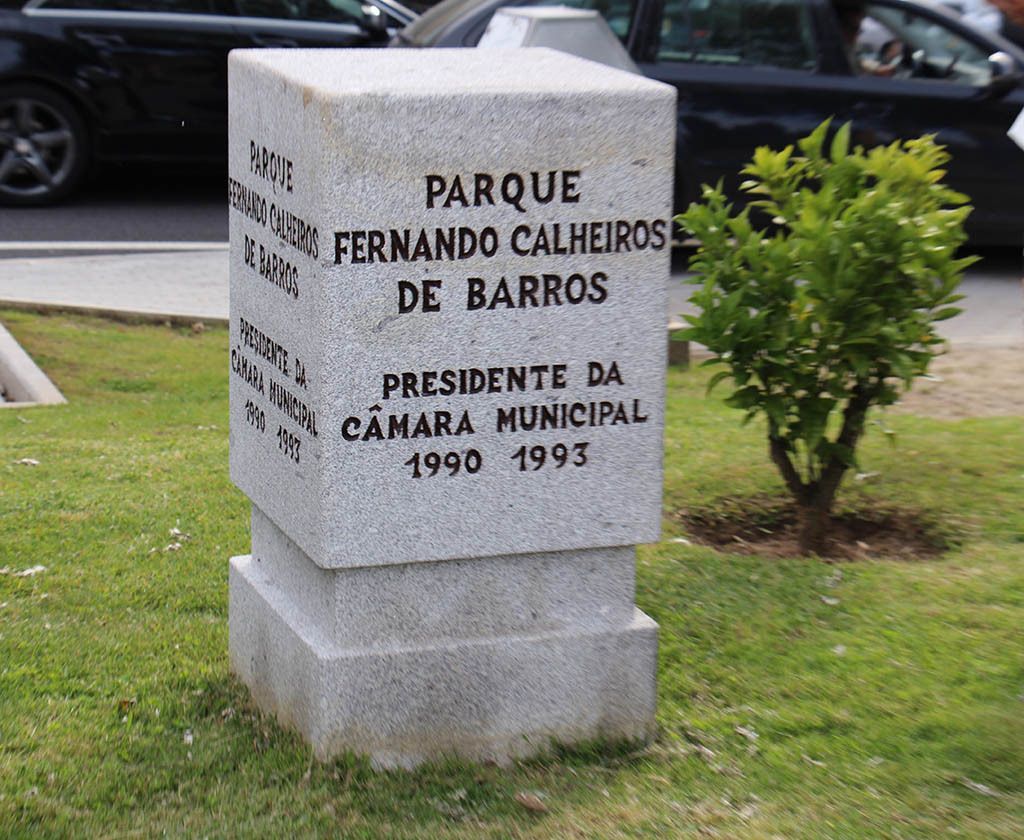 PARQUE
FERNANDO CALHEIROS
DE BARROS
PRESIDENTE DA
CÂMARA MUNICIPAL
1990 1993
PARQUE
FERNANDO CALHEIROS
DE BARROS
PRESIDENTE DA
CÂMARA MUNICIPAL
1990 1993